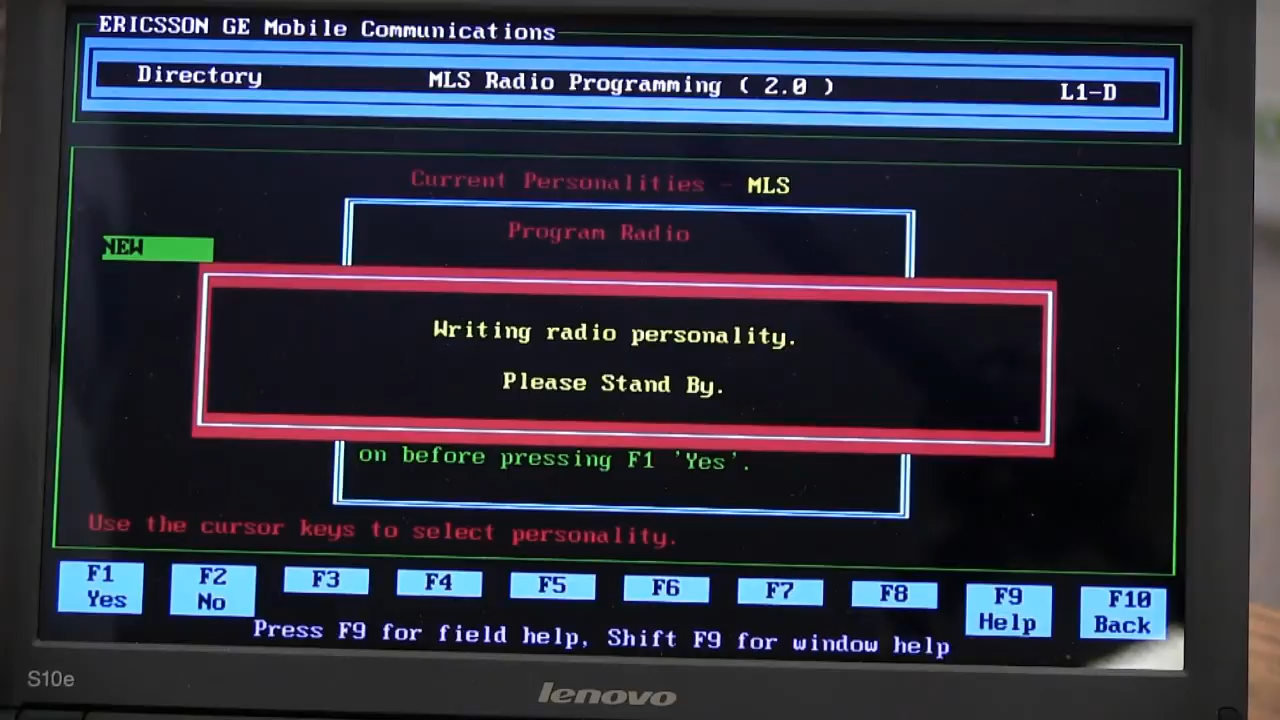 ERICSSON GE Mobile Communications
Directory MLS Radio Programming ( 2.0 ) L1-D
Current Personalities - MLS
Program Radio
NEW
Writing radio personality.
Please Stand By.
on before pressing F1 'Yes'.
Use the cursor keys to select personality.
F1 F2 F3 F4 F5 F6 F7 F8 F9 F10
Yes No Help Back
Press F9 for field help, Shift F9 for window help
S10e
lenovo